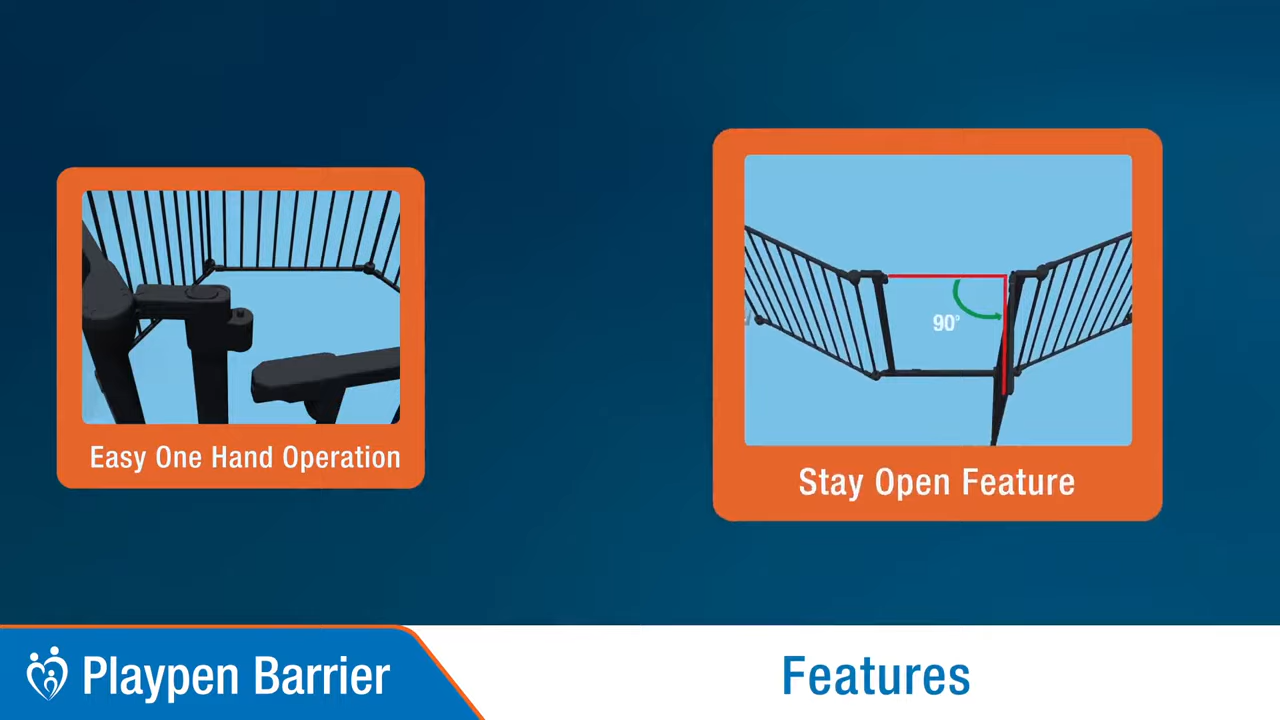 90°
Easy One Hand Operation
Stay Open Feature
Playpen Barrier
Features